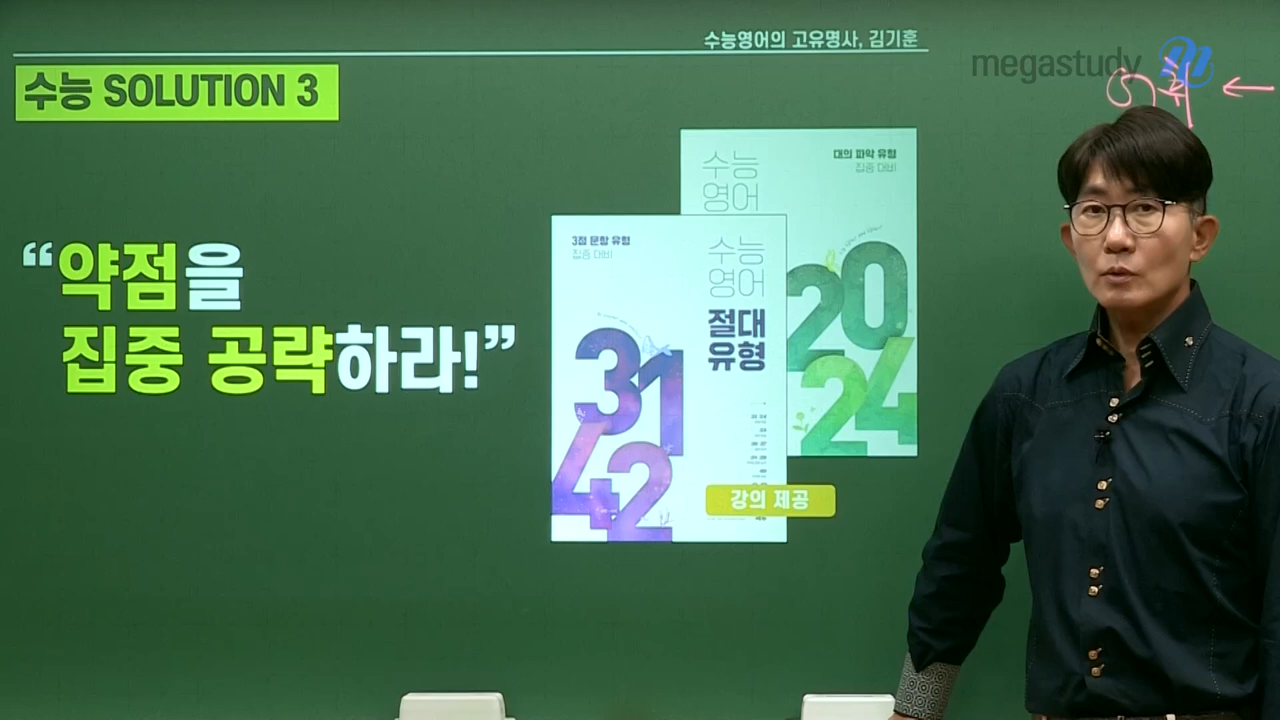 수능영어의 고유명사, 김기훈
megastudy
수능 SOLUTION 3
대의 파악 유형
집중 대비
수능
영어
20
24
“약점을
집중 공략하라!”
3점 문항 유형
집중 대비
수능
영어
절대
유형
31
42
강의 제공